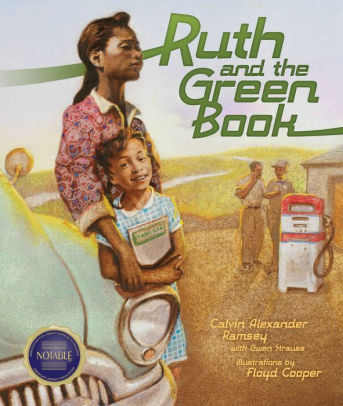 Ruth
and the
Green
Book
Calvin Alexander
Ramsey
with Gwen Strauss
illustrations by
Floyd Cooper
NOTABLE